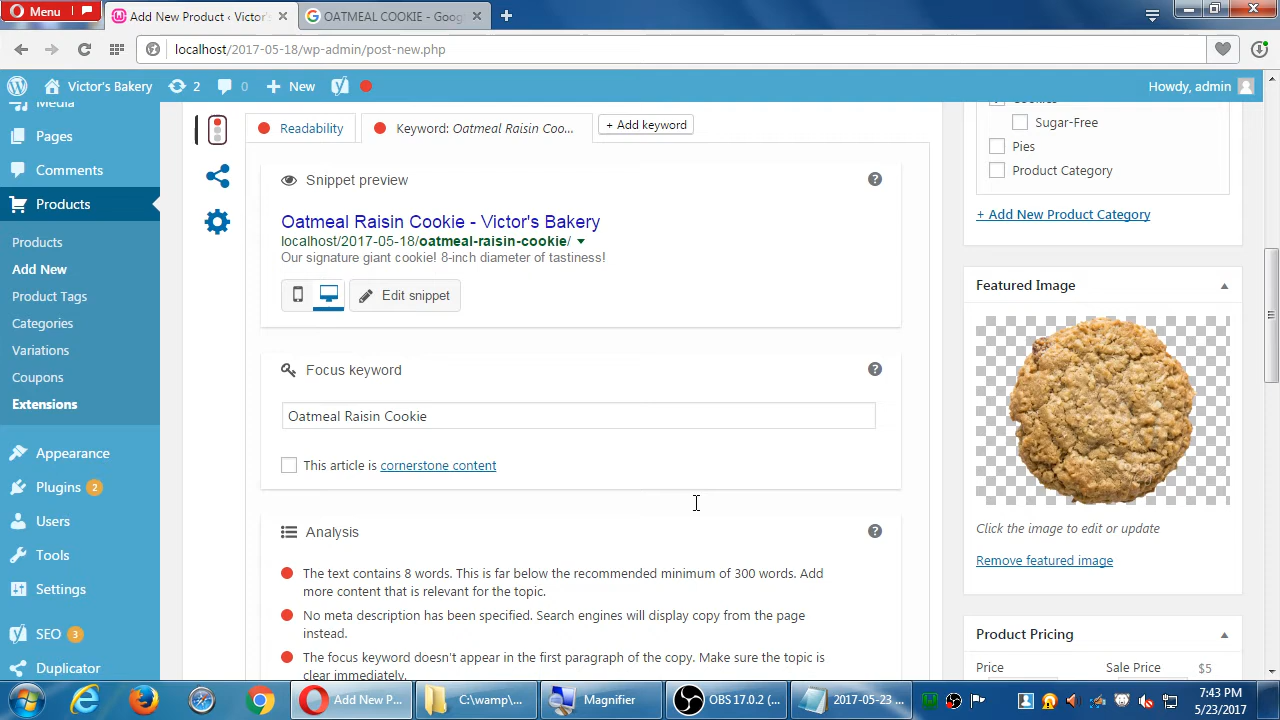 Menu
Add New Product ‹ Victor's
OATMEAL COOKIE - Goog
localhost/2017-05-18/wp-admin/post-new.php
Victor's Bakery
2
0
New
Howdy, admin
Media
Pages
Comments
Products
Products
Add New
Product Tags
Categories
Variations
Coupons
Extensions
Appearance
Plugins 2
Users
Tools
Settings
SEO 3
Duplicator
Readability
Keyword: Oatmeal Raisin Coo...
+ Add keyword
Snippet preview
Oatmeal Raisin Cookie - Victor's Bakery
localhost/2017-05-18/oatmeal-raisin-cookie/
Our signature giant cookie! 8-inch diameter of tastiness!
Edit snippet
Focus keyword
Oatmeal Raisin Cookie
This article is cornerstone content
Analysis
The text contains 8 words. This is far below the recommended minimum of 300 words. Add
more content that is relevant for the topic.
No meta description has been specified. Search engines will display copy from the page
instead.
The focus keyword doesn't appear in the first paragraph of the copy. Make sure the topic is
clear immediately.
Cookies
Sugar-Free
Pies
Product Category
+ Add New Product Category
Featured Image
Click the image to edit or update
Remove featured image
Product Pricing
Price
Sale Price
$5
Add New P...
C:\wamp\...
Magnifier
OBS 17.0.2 (...
2017-05-23 ...
7:43 PM
5/23/2017